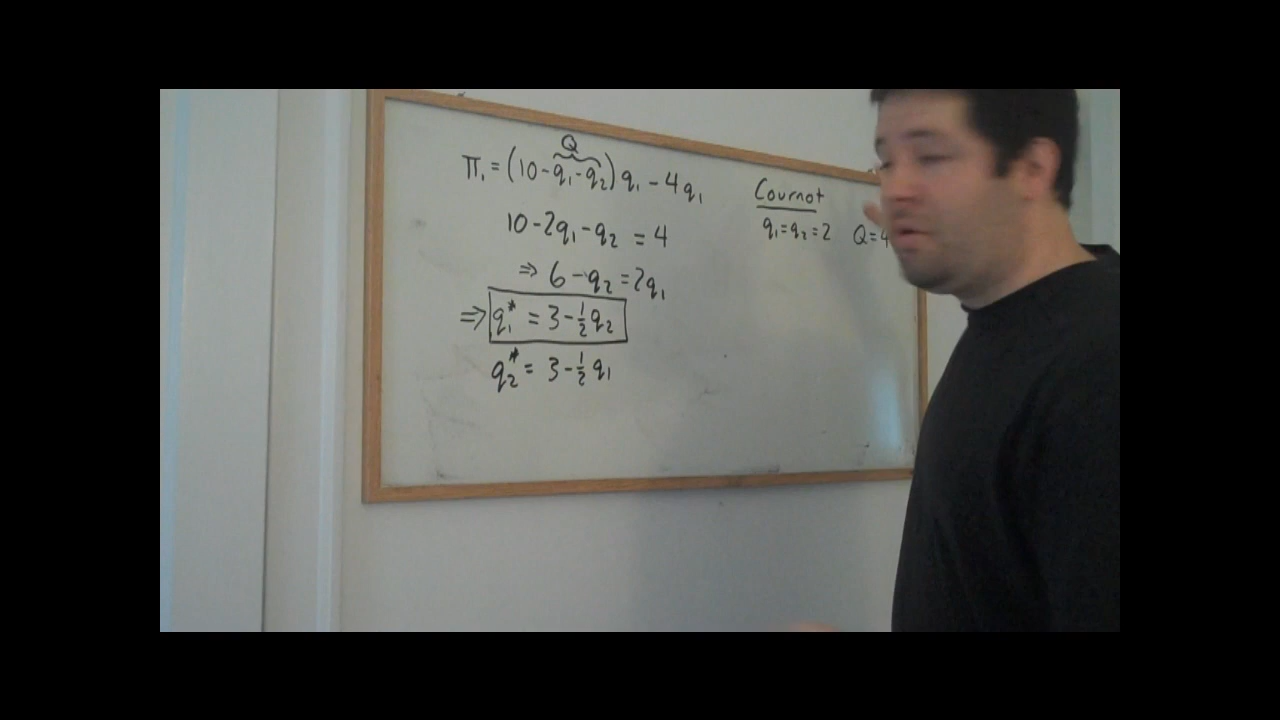 Q
π₁ = (10 - q₁ - q₂) q₁ - 4q₁
10 - 2q₁ - q₂ = 4
⇒ 6 - q₂ = 2q₁
⇒ q₁* = 3 - ½q₂
q₂* = 3 - ½q₁
Cournot
q₁ = q₂ = 2 Q = 4